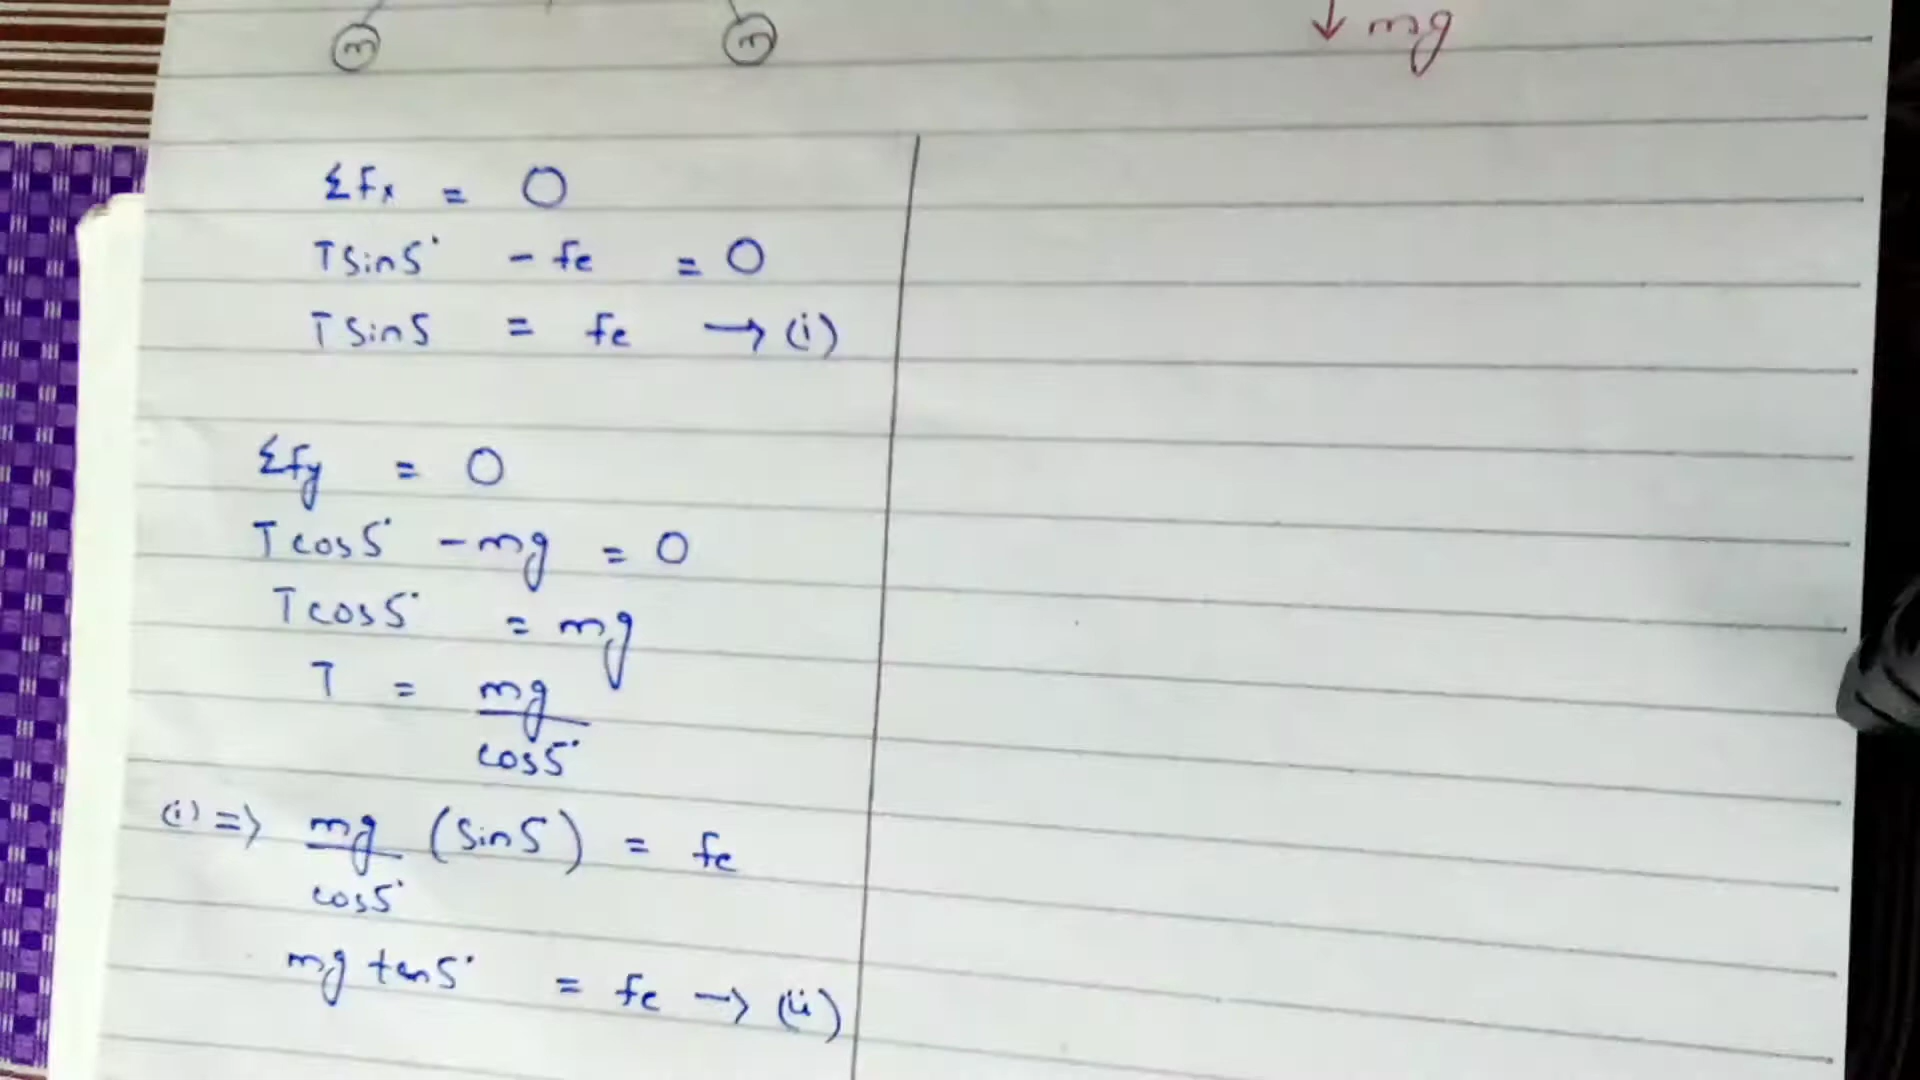 m m ↓ mg
Σfx = 0
T sin5° - fe = 0
T sin5 = fe → (i)
Σfy = 0
T cos5° - mg = 0
T cos5° = mg
T = mg
cos5°
(i) => mg (sin5) = fe
cos5°
mg tan5° = fe → (ii)